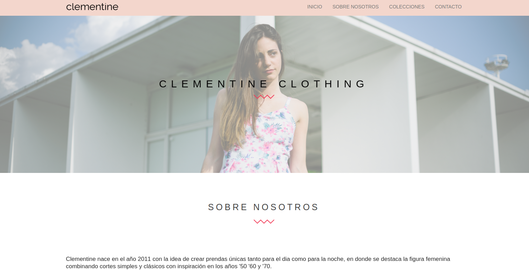 clementine
INICIO SOBRE NOSOTROS COLECCIONES CONTACTO
CLEMENTINE CLOTHING
SOBRE NOSOTROS
Clementine nace en el año 2011 con la idea de crear prendas únicas tanto para el dia como para la noche, en donde se destaca la figura femenina
combinando cortes simples y clásicos con inspiración en los años '50 '60 y '70.